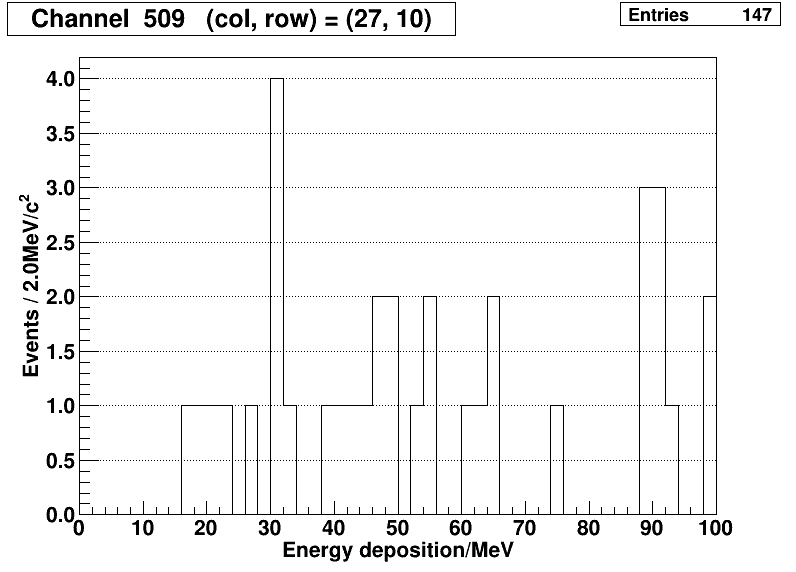 Channel 509 (col, row) = (27, 10)
Entries 147
Events / 2.0MeV/c²
4.0
3.5
3.0
2.5
2.0
1.5
1.0
0.5
0.0
0 10 20 30 40 50 60 70 80 90 100
Energy deposition/MeV